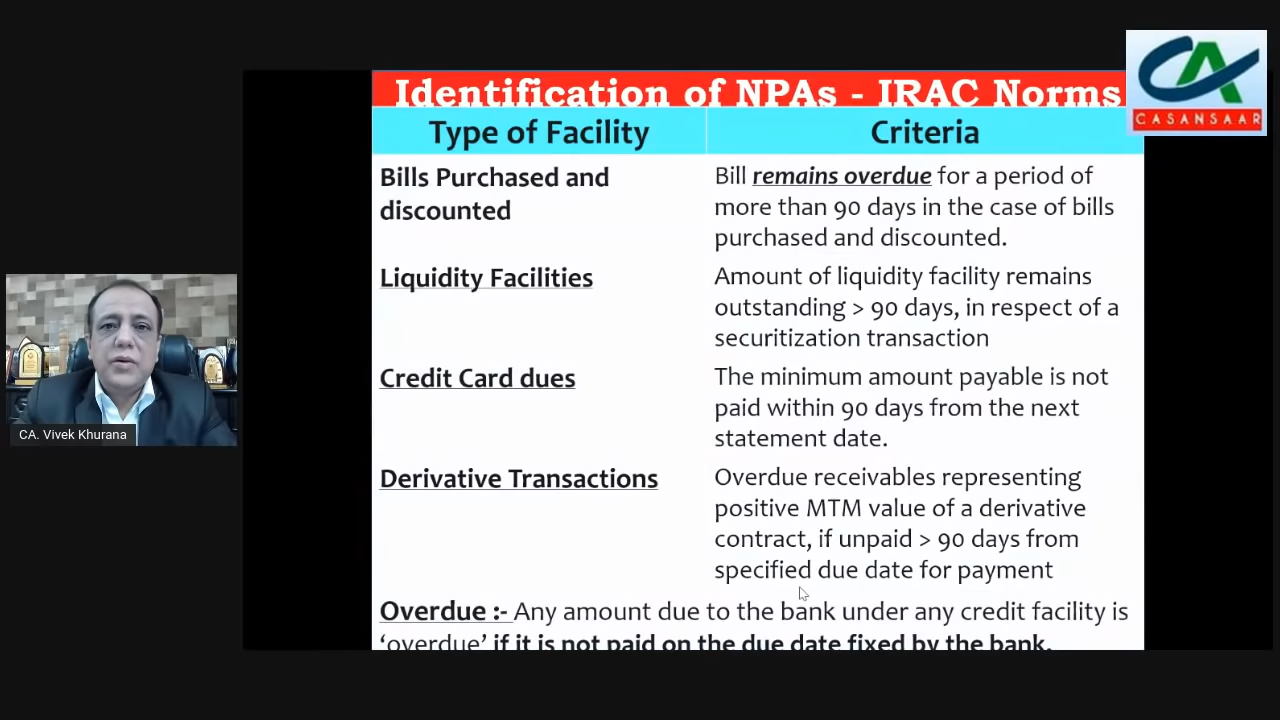 Identification of NPAs - IRAC Norms
CA
CASANSAAR
Type of Facility
Criteria
Bills Purchased and
discounted
Bill remains overdue for a period of
more than 90 days in the case of bills
purchased and discounted.
Liquidity Facilities
Amount of liquidity facility remains
outstanding > 90 days, in respect of a
securitization transaction
Credit Card dues
The minimum amount payable is not
paid within 90 days from the next
statement date.
Derivative Transactions
Overdue receivables representing
positive MTM value of a derivative
contract, if unpaid > 90 days from
specified due date for payment
Overdue :- Any amount due to the bank under any credit facility is
‘overdue’ if it is not paid on the due date fixed by the bank.
CA. Vivek Khurana